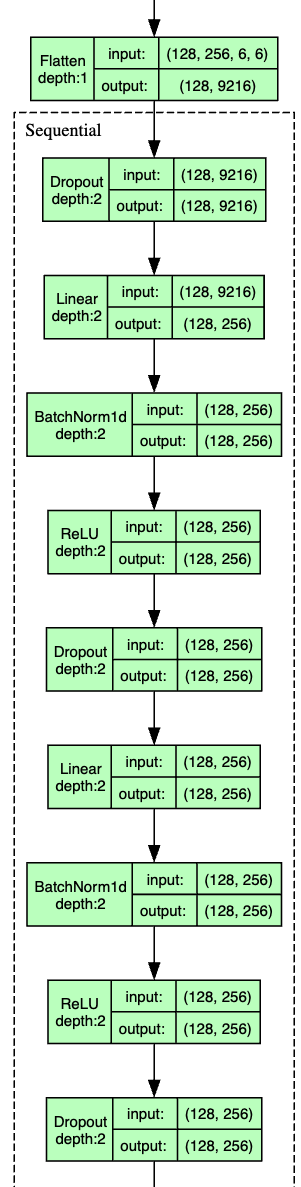 Flatten
depth:1
input:
(128, 256, 6, 6)
output:
(128, 9216)
Sequential
Dropout
depth:2
input:
(128, 9216)
output:
(128, 9216)
Linear
depth:2
input:
(128, 9216)
output:
(128, 256)
BatchNorm1d
depth:2
input:
(128, 256)
output:
(128, 256)
ReLU
depth:2
input:
(128, 256)
output:
(128, 256)
Dropout
depth:2
input:
(128, 256)
output:
(128, 256)
Linear
depth:2
input:
(128, 256)
output:
(128, 256)
BatchNorm1d
depth:2
input:
(128, 256)
output:
(128, 256)
ReLU
depth:2
input:
(128, 256)
output:
(128, 256)
Dropout
depth:2
input:
(128, 256)
output:
(128, 256)